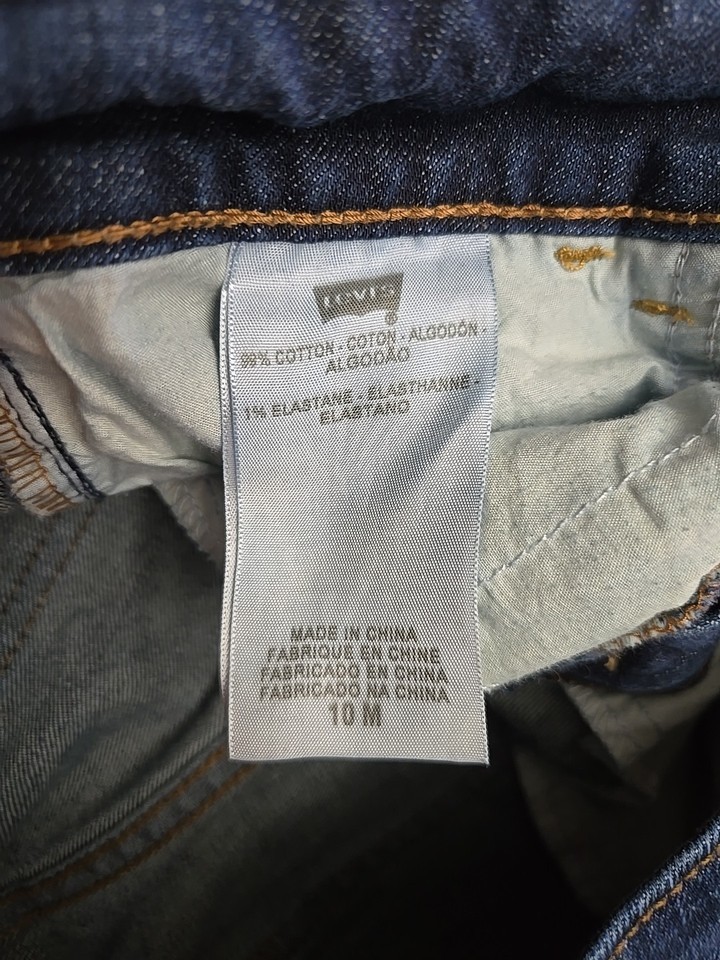 Levi's
®
99% COTTON - COTON - ALGODÓN -
ALGODÃO
1% ELASTANE - ELASTHANNE -
ELASTANO
MADE IN CHINA
FABRIQUE EN CHINE
FABRICADO EN CHINA
FABRICADO NA CHINA
10 M